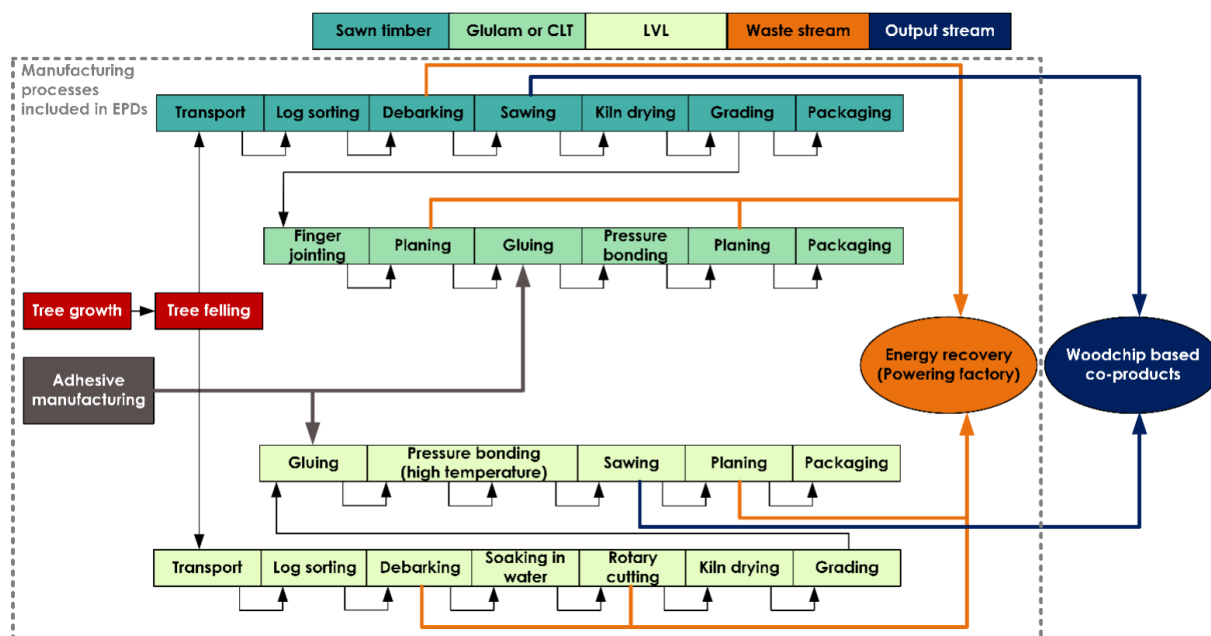 Sawn timber
Glulam or CLT
LVL
Waste stream
Output stream
Manufacturing
processes
included in EPDs
Transport
Log sorting
Debarking
Sawing
Kiln drying
Grading
Packaging
Finger
jointing
Planing
Gluing
Pressure
bonding
Planing
Packaging
Tree growth
Tree felling
Adhesive
manufacturing
Energy recovery
(Powering factory)
Woodchip based
co-products
Gluing
Pressure bonding
(high temperature)
Sawing
Planing
Packaging
Transport
Log sorting
Debarking
Soaking in
water
Rotary
cutting
Kiln drying
Grading